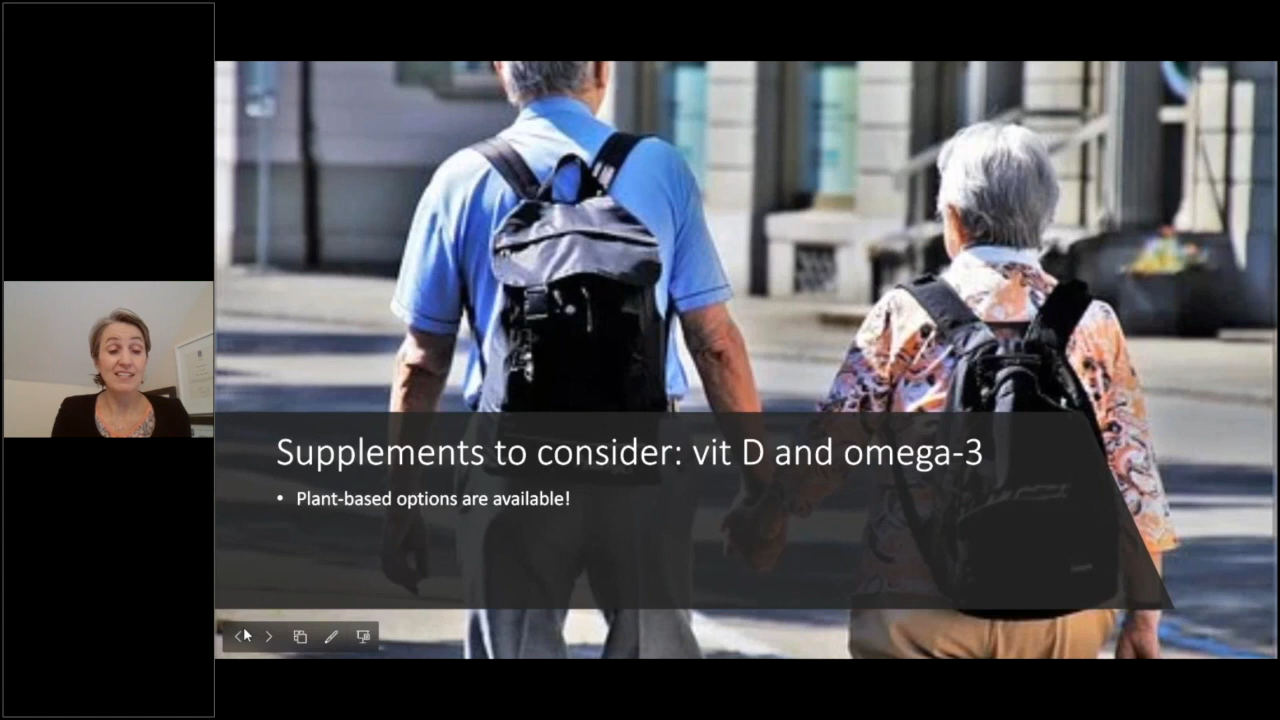 Supplements to consider: vit D and omega-3
• Plant-based options are available!